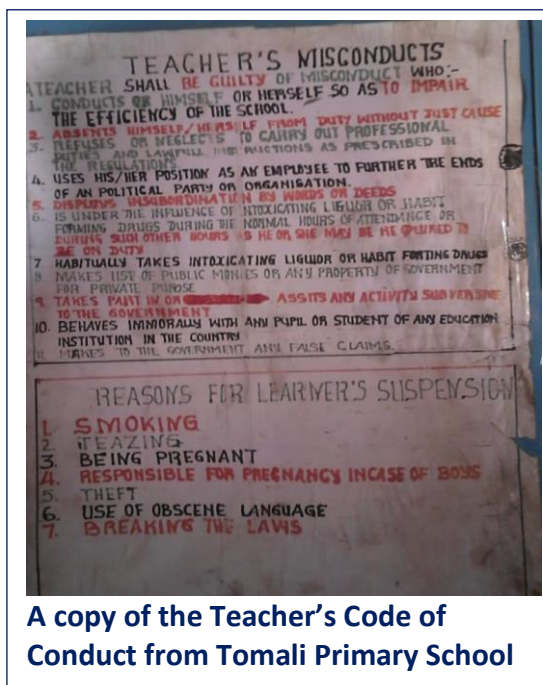 TEACHER'S MISCONDUCTS
A TEACHER SHALL BE GUILTY OF MISCONDUCT WHO:-
1. CONDUCTS OR HIMSELF OR HERSELF SO AS TO IMPAIR
THE EFFICIENCY OF THE SCHOOL.
2. ABSENTS HIMSELF/HERSELF FROM DUTY WITHOUT JUST CAUSE
3. REFUSES OR NEGLECTS TO CARRY OUT PROFESSIONAL
DUTIES AND LAWFULL INSTRUCTIONS AS PRESCRIBED IN
THE REGULATIONS
4. USES HIS/HER POSITION AS AN EMPLOYEE TO FURTHER THE ENDS
OF AN POLITICAL PARTY OR ORGANISATION.
5. DISPLAYS INSUBORDINATION BY WORDS OR DEEDS
6. IS UNDER THE INFLUENCE OF INTOXICATING LIQUOR OR HABIT
FORMING DRUGS DURING THE NORMAL HOURS OF ATTENDANCE OR
DURING SUCH OTHER HOURS AS HE OR SHE MAY BE RE QUIRED TO
BE ON DUTY
7 HABITUALLY TAKES INTOXICATING LIQUOR OR HABIT FORTING DRUGS
8 MAKES USE OF PUBLIC MONIES OR ANY PROPERTY OF GOVERNMENT
FOR PRIVATE
9. TAKES PART IN OR ASSITS ANY ACTIVITY SUBVERSIVE
TO THE GOVERNMENT
10. BEHAVES IMMORALLY WITH ANY PUPIL OR STUDENT OF ANY EDUCATION
INSTITUTION IN THE COUNTRY
11. MAKES TO THE GOVERNMENT ANY FALSE CLAIMS.
REASONS FOR LEARNER'S SUSPENSION
1. SMOKING
2. TEAZING
3. BEING PREGNANT
4. RESPONSIBLE FOR PREGNANCY INCASE OF BOYS
5. THEFT
6. USE OF OBSCENE LANGUAGE
7. BREAKING THE LAWS
A copy of the Teacher's Code of
Conduct from Tomali Primary School